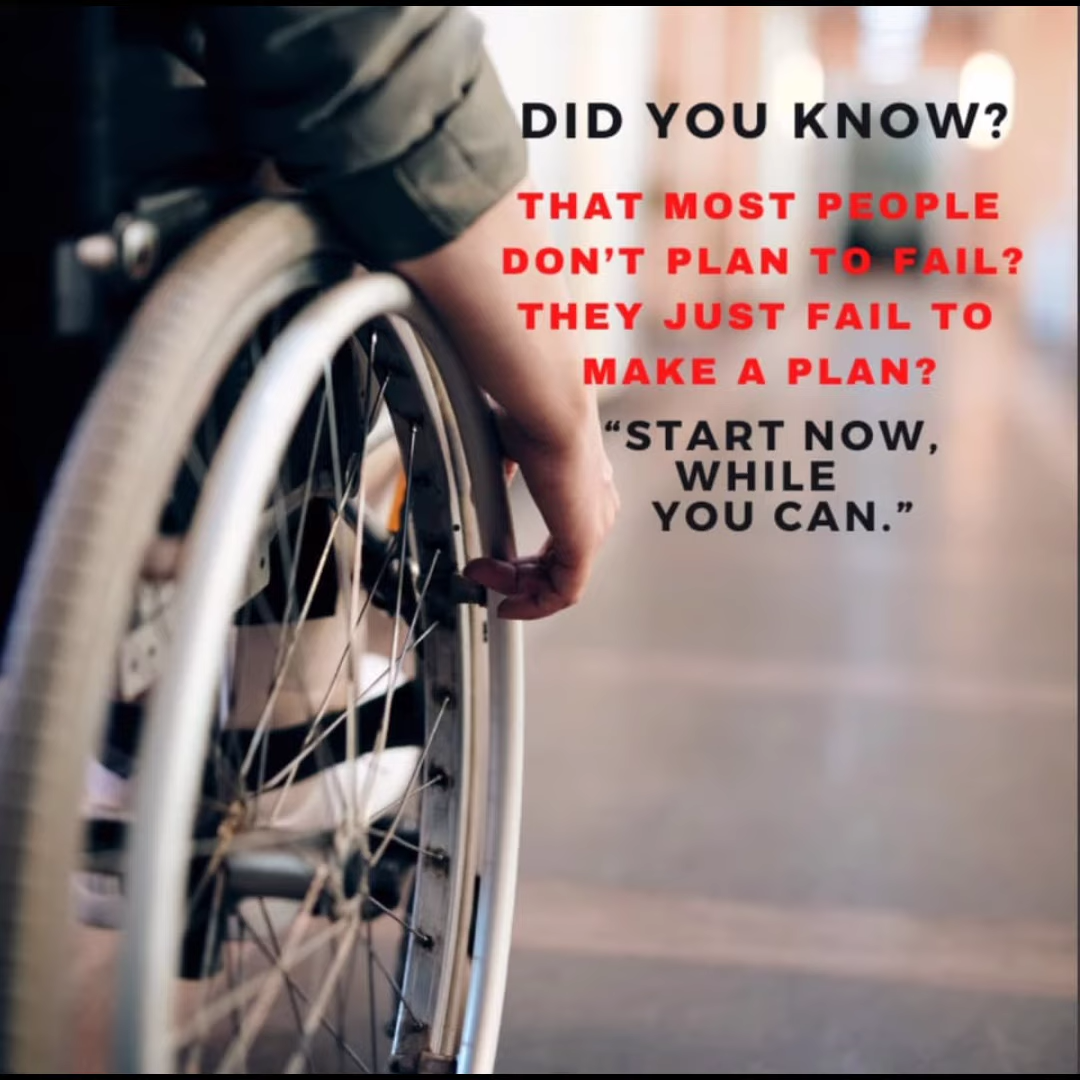 DID YOU KNOW?
THAT MOST PEOPLE
DON’T PLAN TO FAIL?
THEY JUST FAIL TO
MAKE A PLAN?
“START NOW,
WHILE
YOU CAN.”